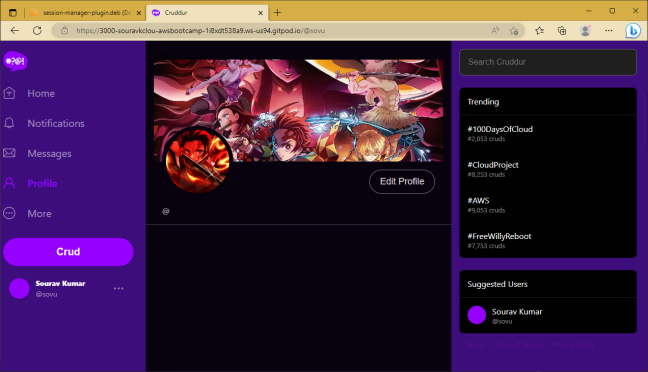 session-manager-plugin.deb (De
Cruddur
https://3000-souravkclou-awsbootcamp-1i8xdt538a9.ws-us94.gitpod.io/@sovu
Home
Notifications
Messages
Profile
More
Crud
Sourav Kumar
@sovu
Edit Profile
@
Search Cruddur
Trending
#100DaysOfCloud
#2,053 cruds
#CloudProject
#8,253 cruds
#AWS
#9,053 cruds
#FreeWillyReboot
#7,753 cruds
Suggested Users
Sourav Kumar
@sovu